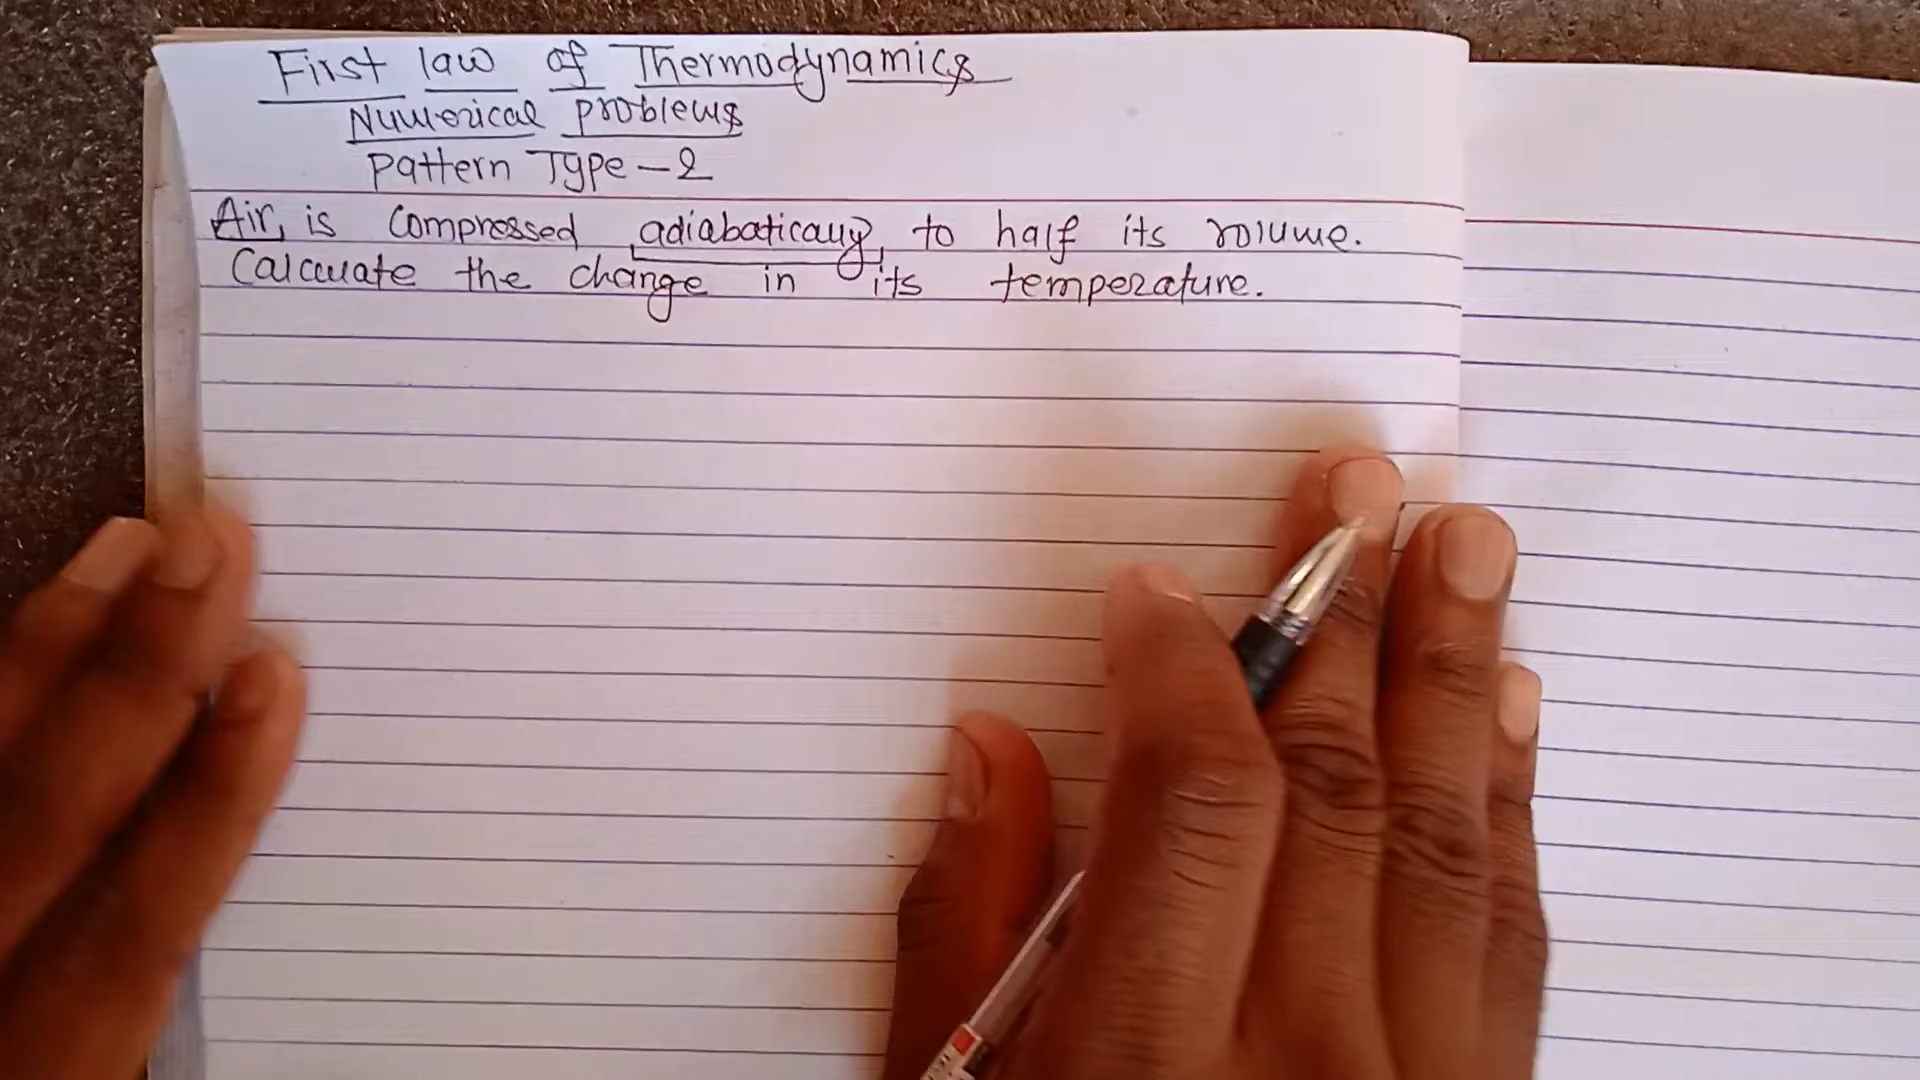 First law of Thermodynamics
Numerical problems
Pattern Type-2
Air, is compressed adiabatically, to half its volume.
Calculate the change in its temperature.